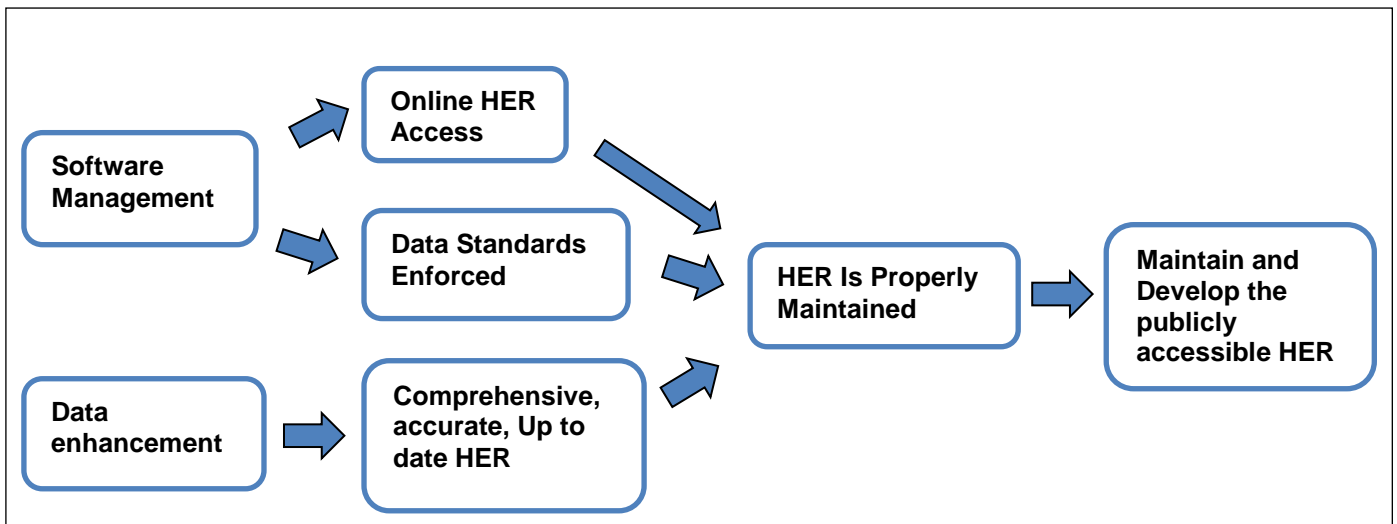 Software
Management
Online HER
Access
Data Standards
Enforced
Data
enhancement
Comprehensive,
accurate, Up to
date HER
HER Is Properly
Maintained
Maintain and
Develop the
publicly
accessible HER